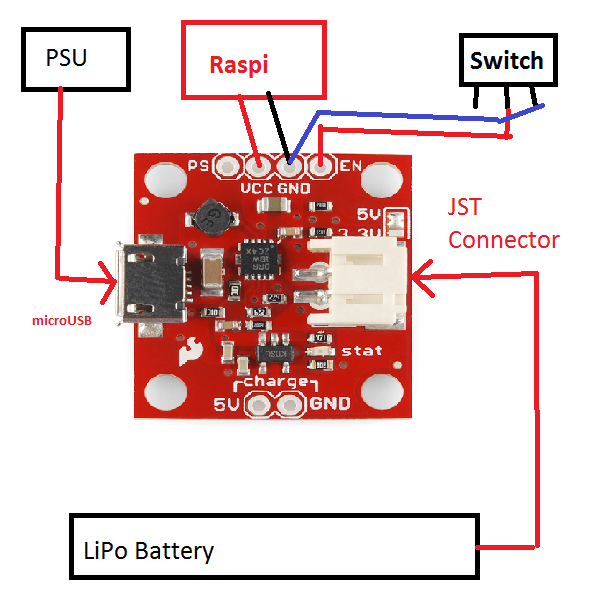 PSU
Raspi
Switch
PS
EN
VCC GND
5V
3.3V
JST
Connector
microUSB
stat
charge
5V
GND
LiPo Battery